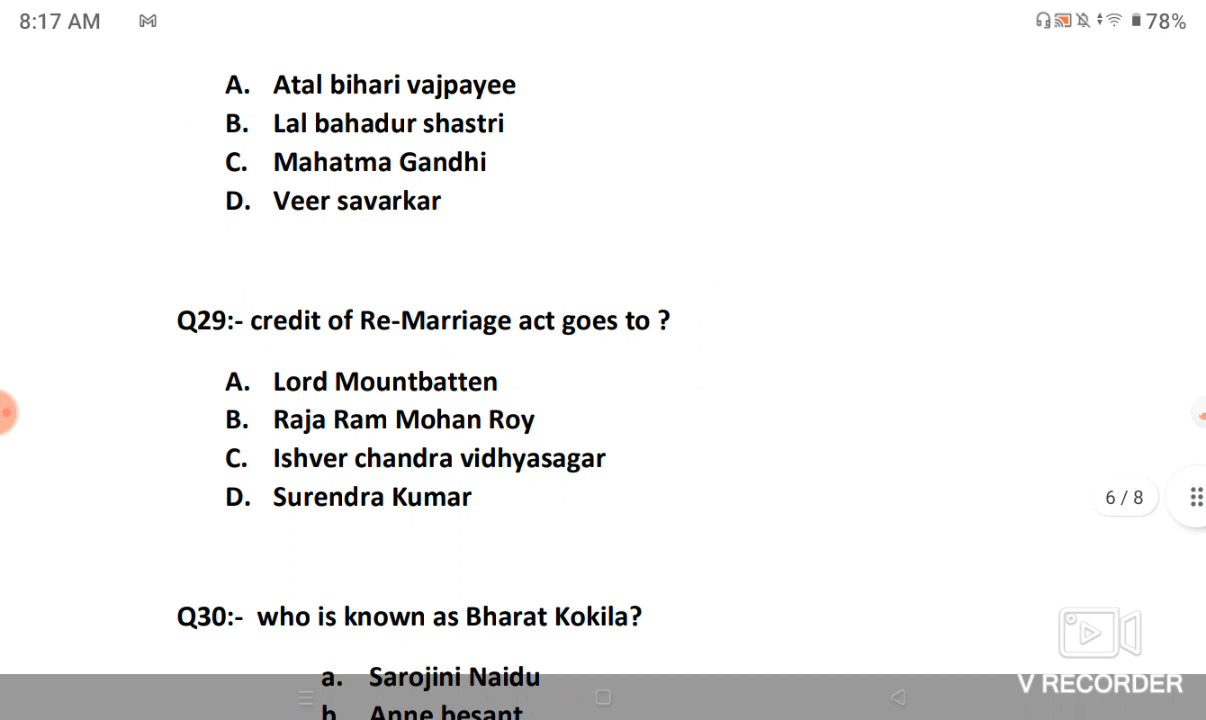 8:17 AM
78%
A. Atal bihari vajpayee
B. Lal bahadur shastri
C. Mahatma Gandhi
D. Veer savarkar
Q29:- credit of Re-Marriage act goes to ?
A. Lord Mountbatten
B. Raja Ram Mohan Roy
C. Ishver chandra vidhyasagar
D. Surendra Kumar
6 / 8
Q30:- who is known as Bharat Kokila?
a. Sarojini Naidu
V RECORDER
b. Anne besant